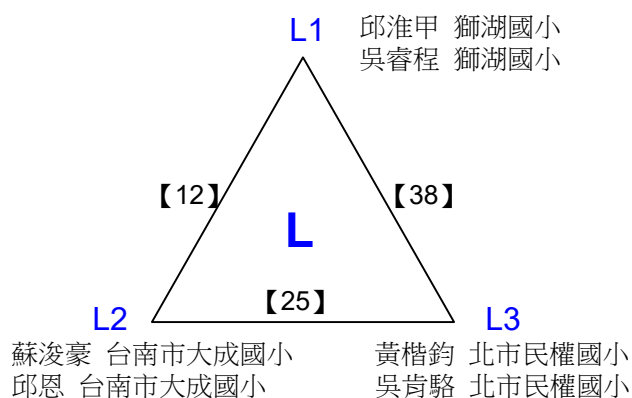 L1
邱淮甲 獅湖國小
吳睿程 獅湖國小
【12】
【38】
L
【25】
L2
L3
蘇浚豪 台南市大成國小
邱恩 台南市大成國小
黃楷鈞 北市民權國小
吳肯駱 北市民權國小